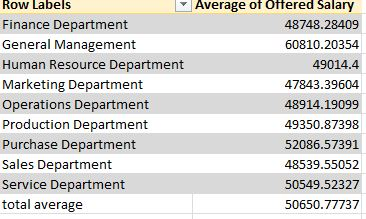 Row Labels Average of Offered Salary
Finance Department 48748.28409
General Management 60810.20354
Human Resource Department 49014.4
Marketing Department 47843.39604
Operations Department 48914.19099
Production Department 49350.87398
Purchase Department 52086.57391
Sales Department 48539.55052
Service Department 50549.52327
total average 50650.77737